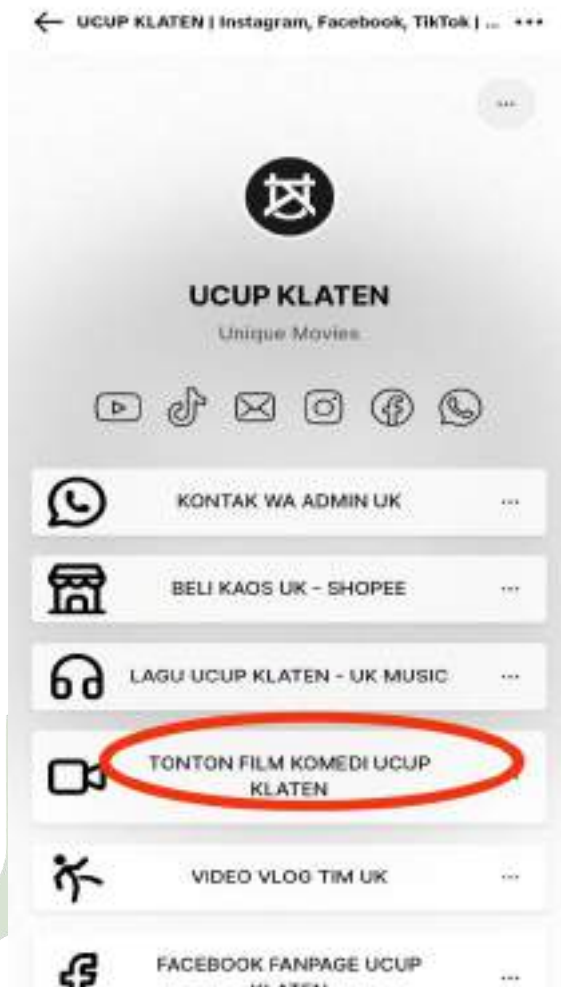 UCUP KLATEN | Instagram, Facebook, TikTok | ...
UCUP KLATEN
Unique Movies
KONTAK WA ADMIN UK
BELI KAOS UK - SHOPEE
LAGU UCUP KLATEN - UK MUSIC
TONTON FILM KOMEDI UCUP
KLATEN
VIDEO VLOG TIM UK
FACEBOOK FANPAGE UCUP
KLATEN